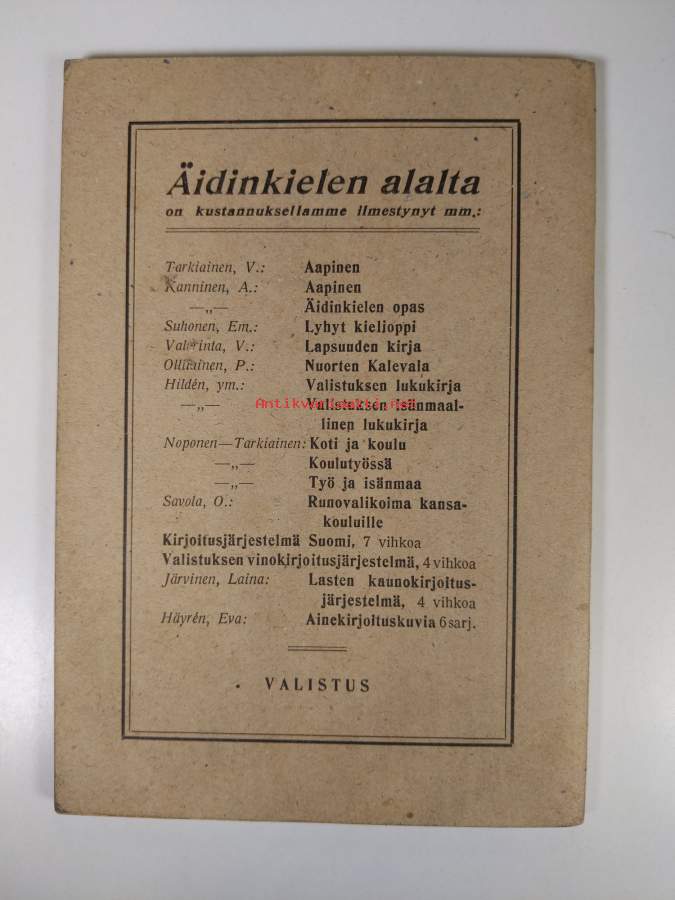 Äidinkielen alalta
on kustannuksellamme ilmestynyt mm.:
Tarkiainen, V.: Aapinen
Kanninen, A.: Aapinen
—„— Äidinkielen opas
Suhonen, Em.: Lyhyt kielioppi
Valorinta, V.: Lapsuuden kirja
Ollilainen, P.: Nuorten Kalevala
Hildén, ym.: Valistuksen lukukirja
—„— Valistuksen isänmaal-
linen lukukirja
Noponen—Tarkiainen: Koti ja koulu
—„— Koulutyössä
—„— Työ ja isänmaa
Savola, O.: Runovalikoima kansa-
kouluille
Kirjoitusjärjestelmä Suomi, 7 vihkoa
Valistuksen vinokirjoitusjärjestelmä, 4 vihkoa
Järvinen, Laina: Lasten kaunokirjoitus-
järjestelmä, 4 vihkoa
Häyrén, Eva: Ainekirjoituskuvia 6 sarj.
VALISTUS